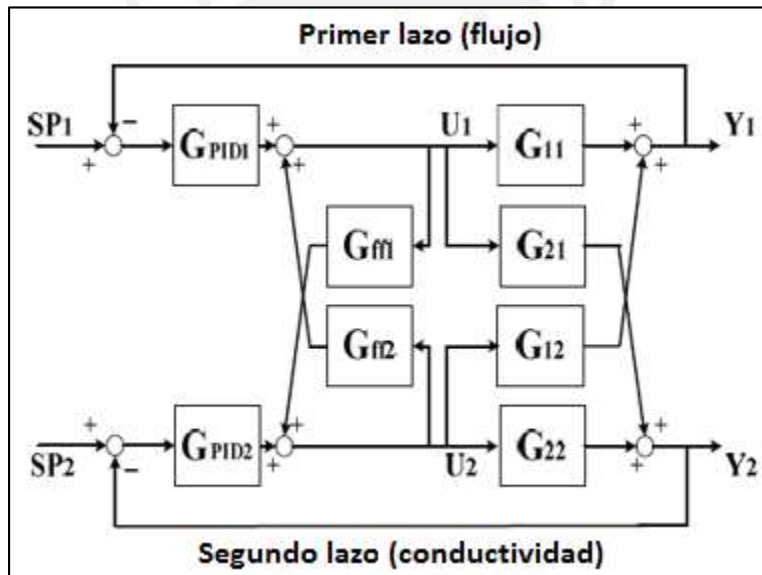 Primer lazo (flujo)
SP1 + − GPID1 + + U1 G11 + + Y1
Gff1 G21
Gff2 G12
SP2 + − GPID2 + + U2 G22 + + Y2
Segundo lazo (conductividad)